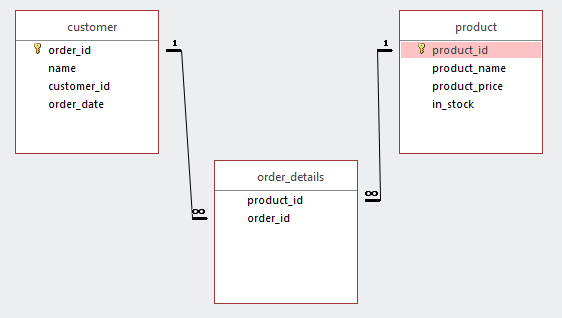 customer
order_id
name
customer_id
order_date
1
1
product
product_id
product_name
product_price
in_stock
order_details
product_id
order_id
∞
∞